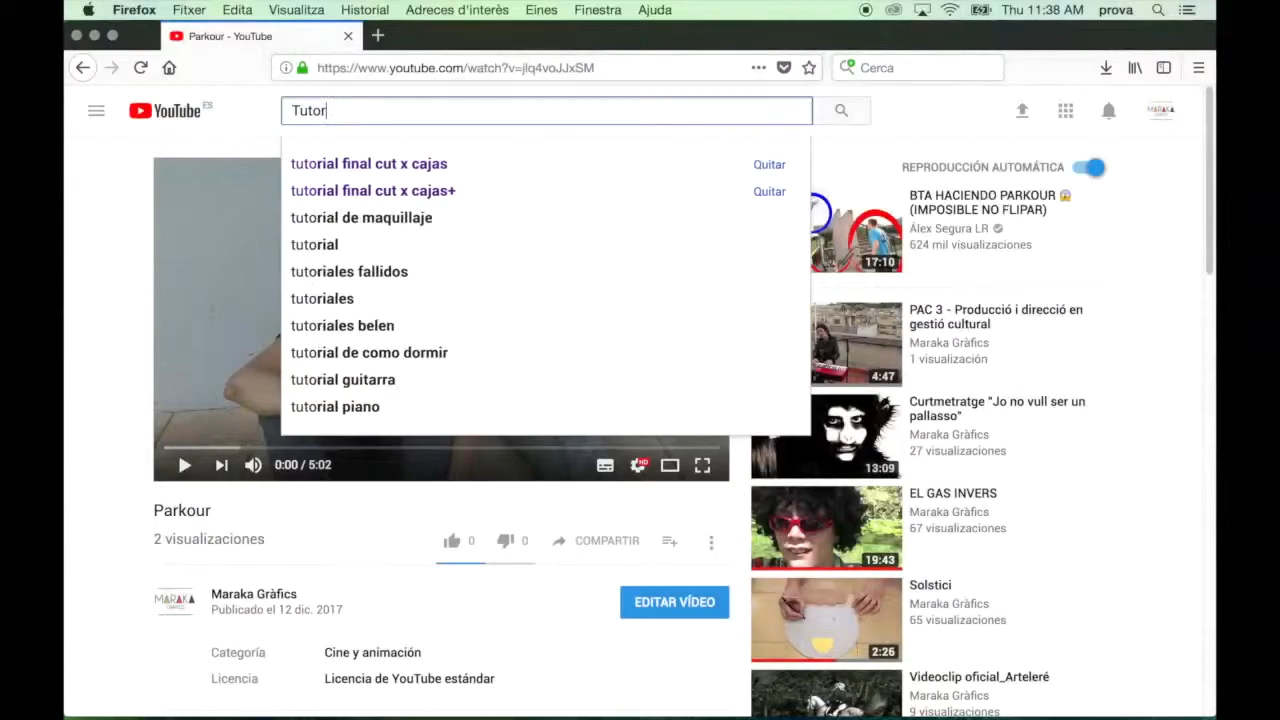 Firefox Fitxer Edita Visualitza Historial Adreces d'interès Eines Finestra Ajuda Thu 11:38 AM prova
Parkour - YouTube
https://www.youtube.com/watch?v=jlq4voJJxSM
Cerca
YouTube ES
Tutor
MARAKA
tutorial final cut x cajas Quitar
tutorial final cut x cajas+ Quitar
tutorial de maquillaje
tutorial
tutoriales fallidos
tutoriales
tutoriales belen
tutorial de como dormir
tutorial guitarra
tutorial piano
0:00 / 5:02
HD
Parkour
2 visualizaciones
0
0
COMPARTIR
MARAKA
Maraka Gràfics
Publicado el 12 dic. 2017
EDITAR VÍDEO
Categoría Cine y animación
Licencia Licencia de YouTube estándar
REPRODUCCIÓN AUTOMÁTICA
17:10
BTA HACIENDO PARKOUR 😱
(IMPOSIBLE NO FLIPAR)
Álex Segura LR
624 mil visualizaciones
4:47
PAC 3 - Producció i direcció en
gestió cultural
Maraka Gràfics
1 visualización
13:09
Curtmetratge "Jo no vull ser un
pallasso"
Maraka Gràfics
27 visualizaciones
19:43
EL GAS INVERS
Maraka Gràfics
67 visualizaciones
2:26
Solstici
Maraka Gràfics
65 visualizaciones
Videoclip oficial_Arteleré
Maraka Gràfics
9 visualizaciones